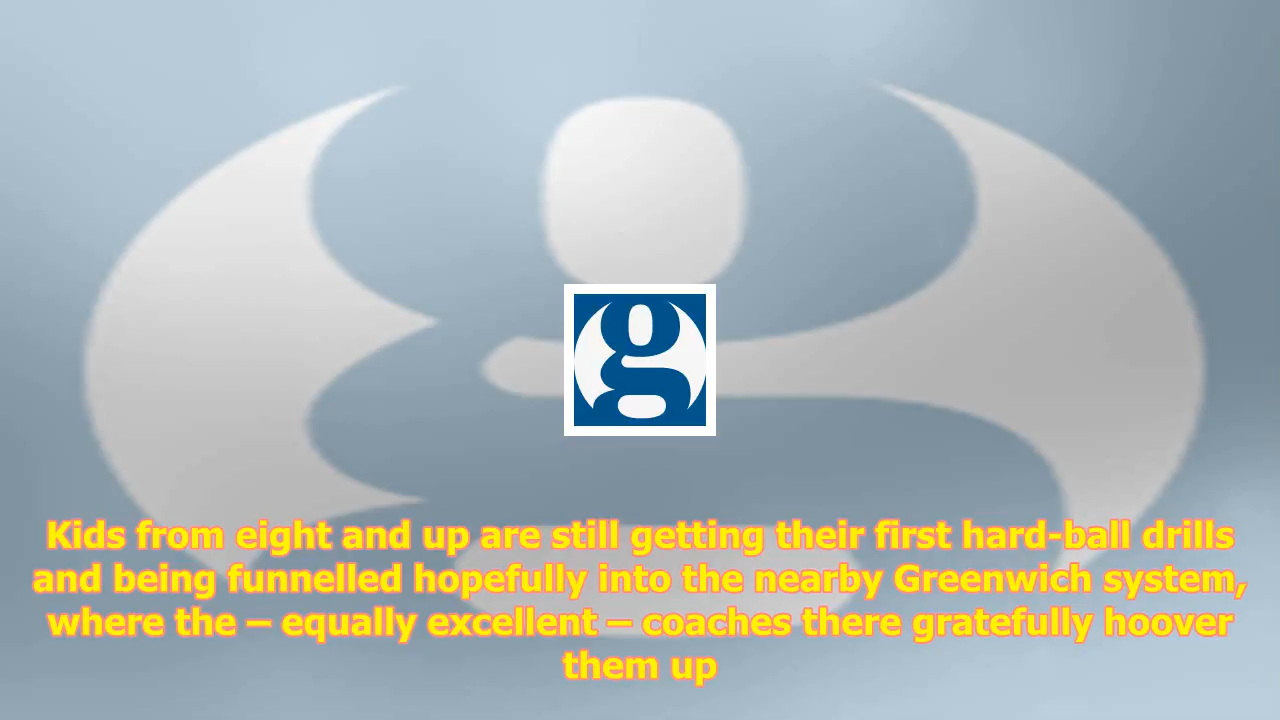 g
Kids from eight and up are still getting their first hard-ball drills
and being funnelled hopefully into the nearby Greenwich system,
where the – equally excellent – coaches there gratefully hoover
them up